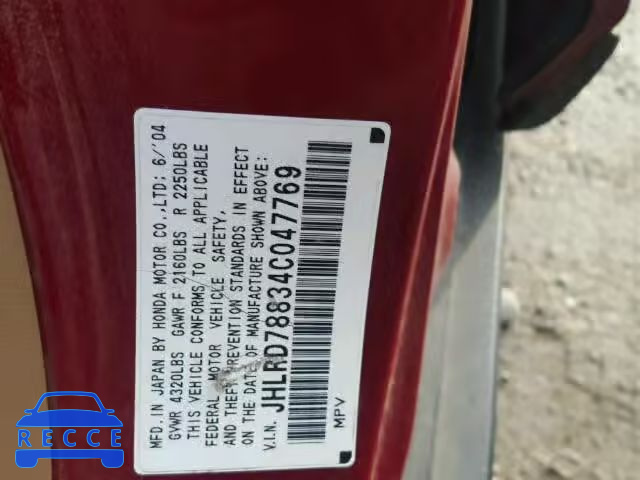 MFD.IN JAPAN BY HONDA MOTOR CO.,LTD: 6/'04
GVWR 4320LBS GAWR F 2160LBS R 2250LBS
THIS VEHICLE CONFORMS TO ALL APPLICABLE
FEDERAL MOTOR VEHICLE SAFETY,
AND THEFT PREVENTION STANDARDS IN EFFECT
ON THE DATE OF MANUFACTURE SHOWN ABOVE:
V.I.N. JHLRD78834C047769
MPV
RECCE